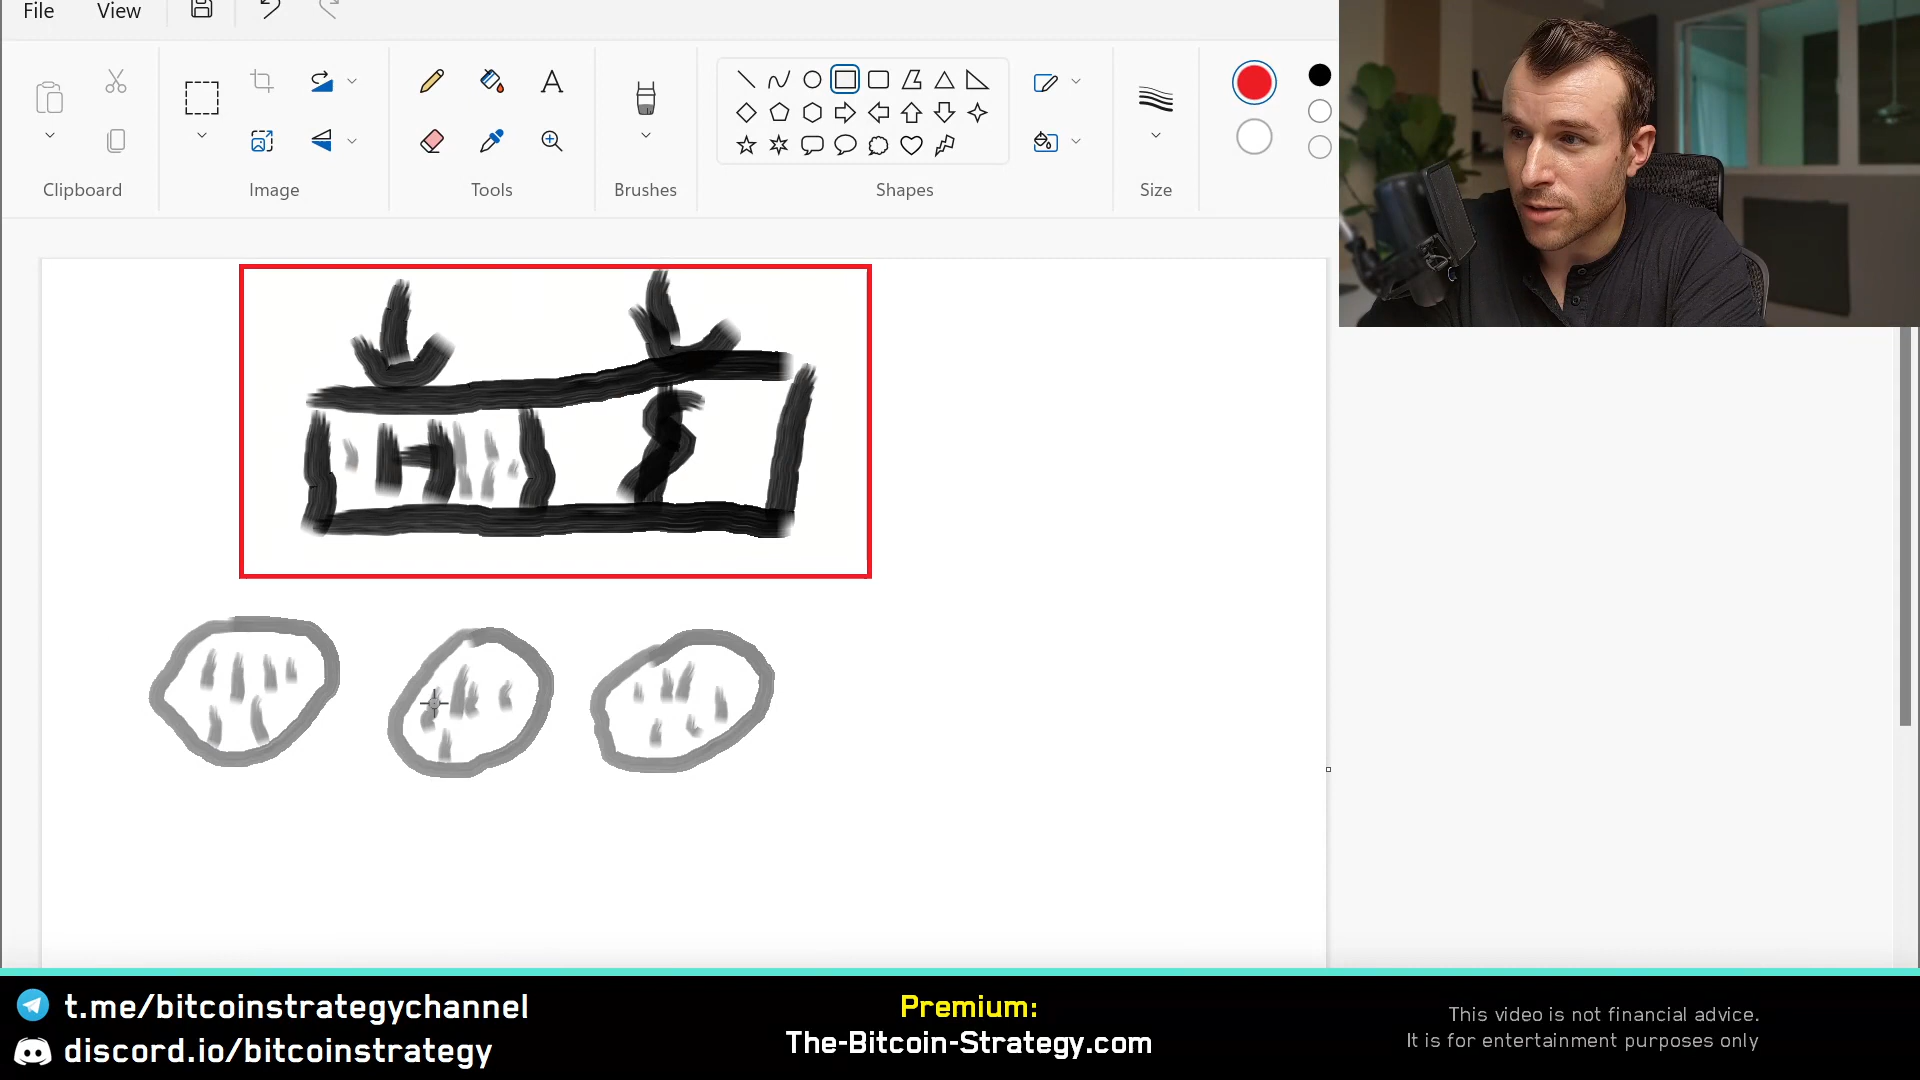 File View
Clipboard
Image
Tools
Brushes
Shapes
Size
A
H
t.me/bitcoinstrategychannel
discord.io/bitcoinstrategy
Premium:
The-Bitcoin-Strategy.com
This video is not financial advice.
It is for entertainment purposes only